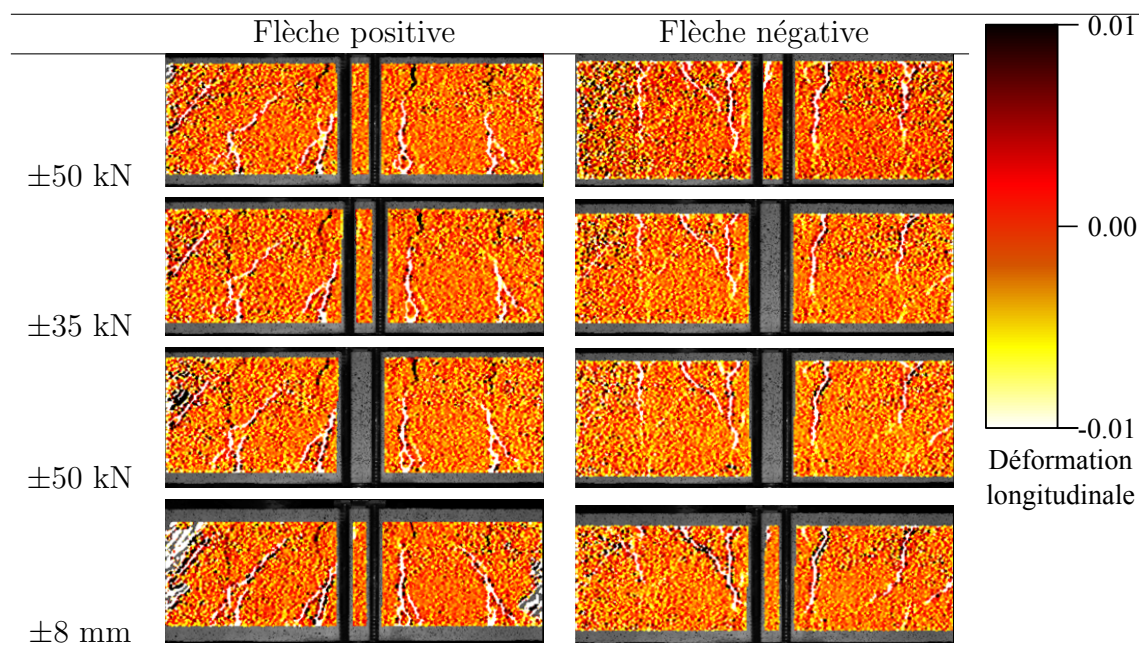 Flèche positive
Flèche négative
±50 kN
±35 kN
±50 kN
±8 mm
0.01
0.00
-0.01
Déformation
longitudinale